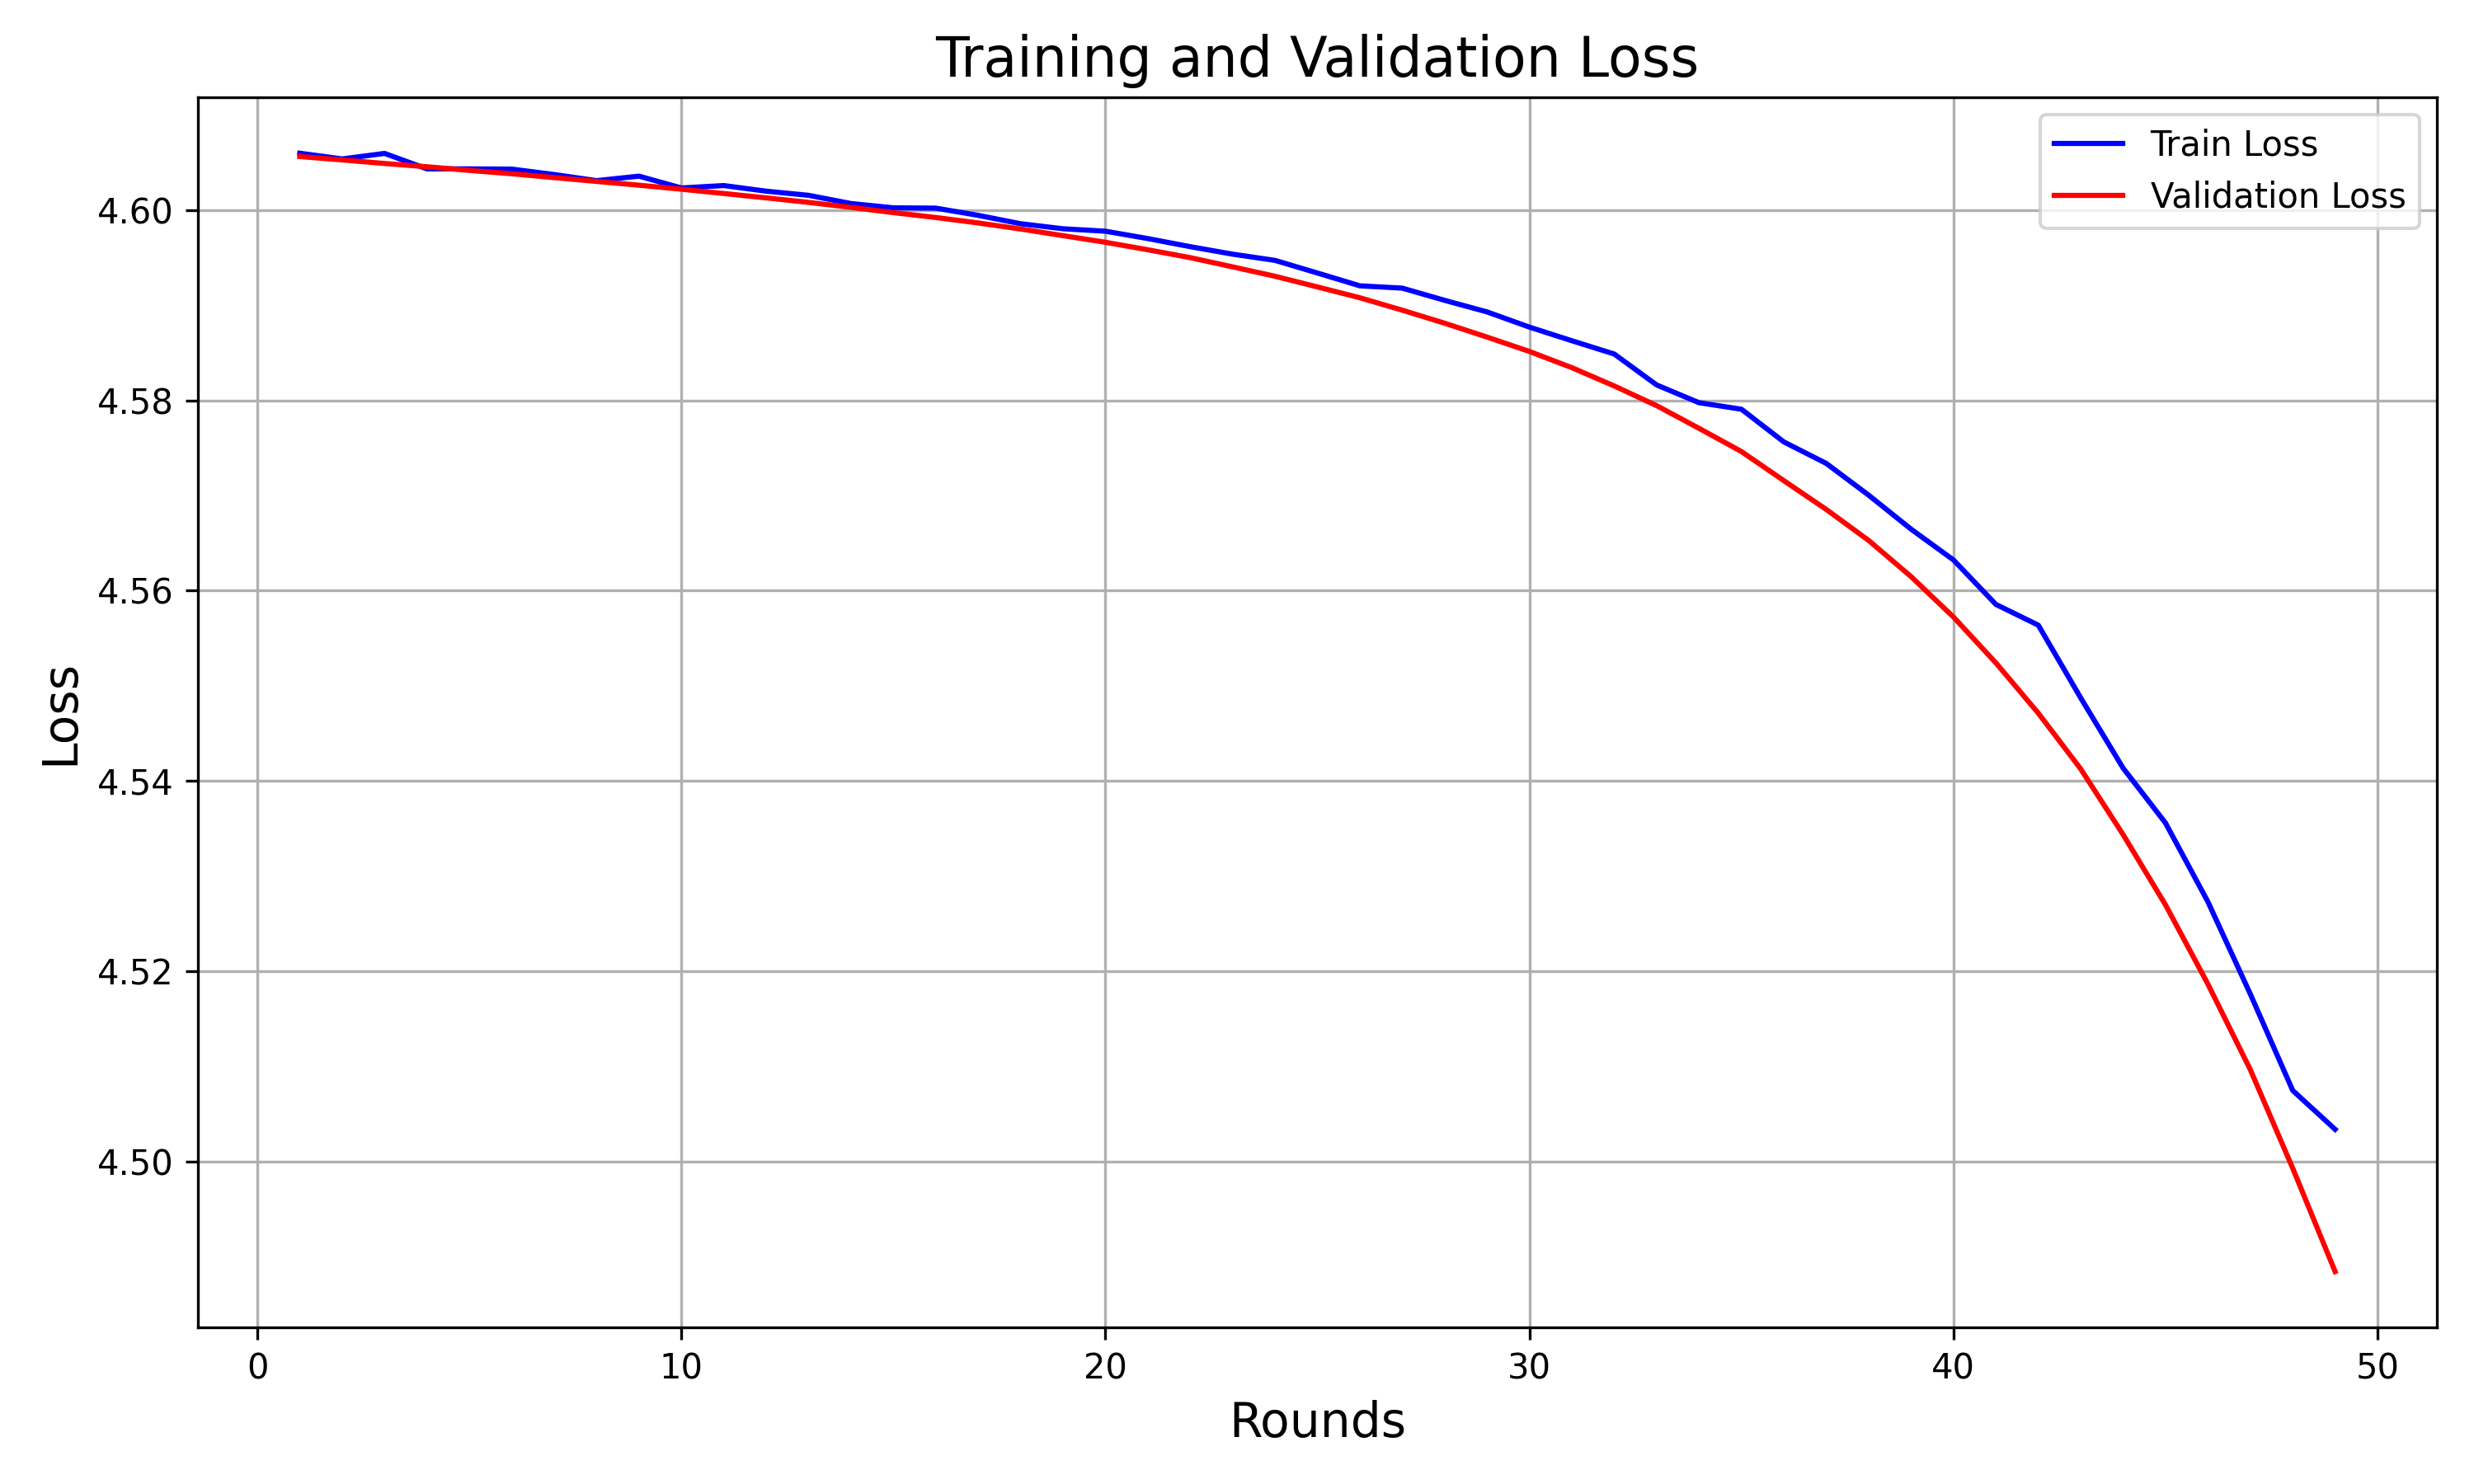 Training and Validation Loss
Train Loss
Validation Loss
4.60
4.58
4.56
4.54
4.52
4.50
Loss
0 10 20 30 40 50
Rounds